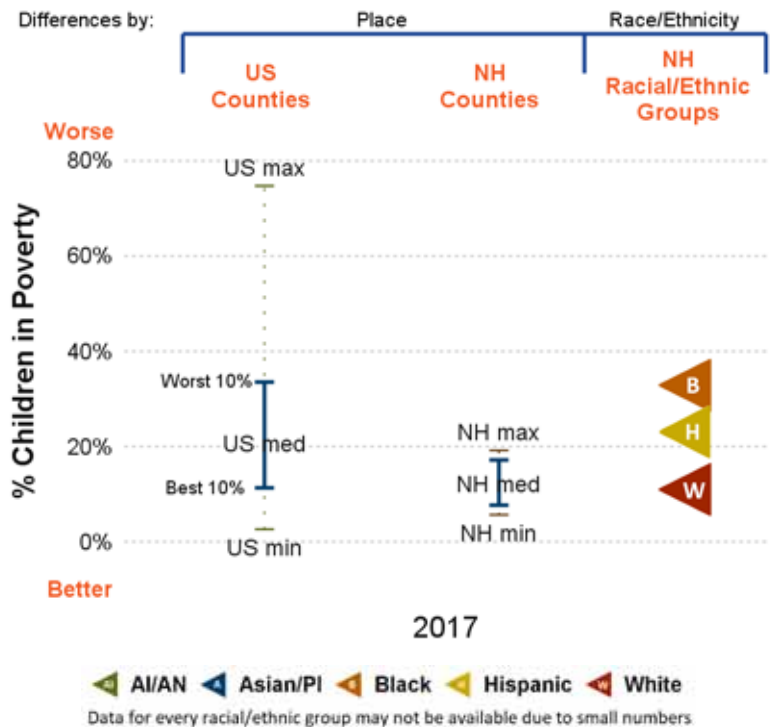 Differences by: Place Race/Ethnicity
US Counties
NH Counties
NH Racial/Ethnic Groups
Worse
80%
US max
60%
40%
Worst 10%
B
H
NH max
20%
US med
Best 10%
NH med
W
0%
US min
NH min
% Children in Poverty
Better
2017
AI AI/AN A Asian/PI B Black H Hispanic W White
Data for every racial/ethnic group may not be available due to small numbers